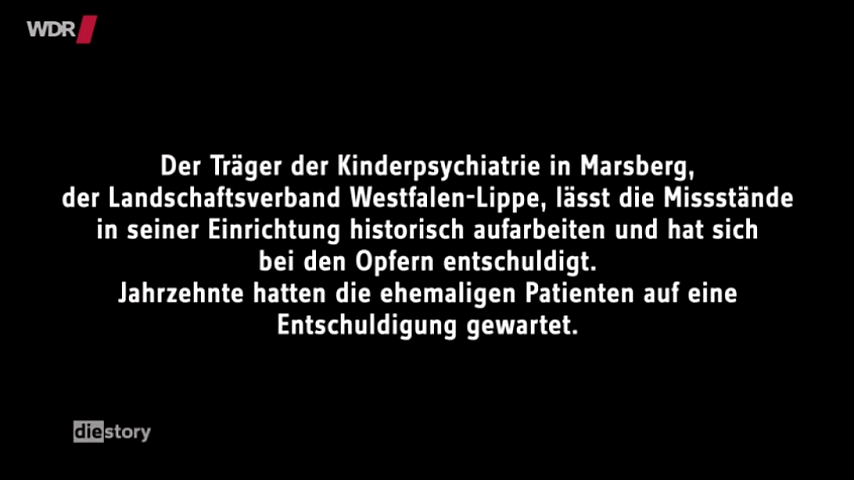 WDR
Der Träger der Kinderpsychiatrie in Marsberg,
der Landschaftsverband Westfalen-Lippe, lässt die Missstände
in seiner Einrichtung historisch aufarbeiten und hat sich
bei den Opfern entschuldigt.
Jahrzehnte hatten die ehemaligen Patienten auf eine
Entschuldigung gewartet.
diestory